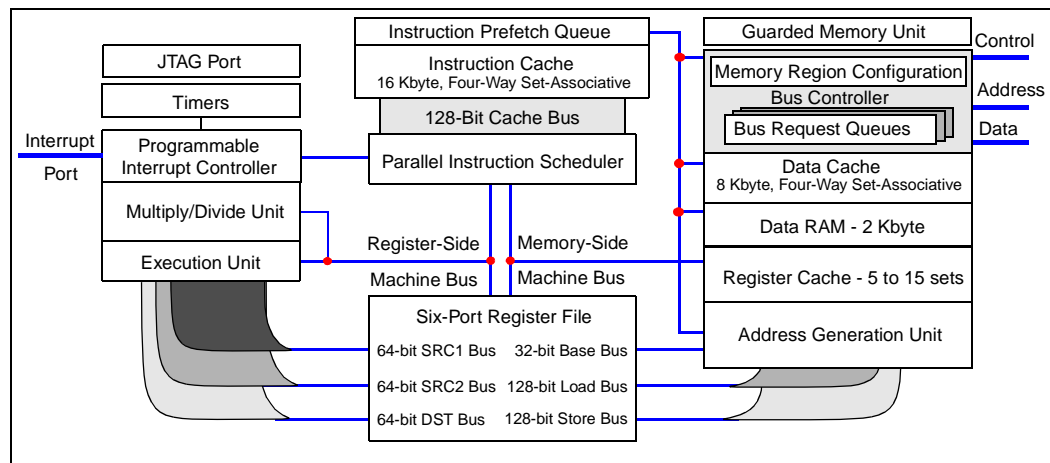 JTAG Port
Timers
Interrupt
Port
Programmable
Interrupt Controller
Multiply/Divide Unit
Execution Unit
Instruction Prefetch Queue
Instruction Cache
16 Kbyte, Four-Way Set-Associative
128-Bit Cache Bus
Parallel Instruction Scheduler
Register-Side
Machine Bus
Memory-Side
Machine Bus
Six-Port Register File
64-bit SRC1 Bus
32-bit Base Bus
64-bit SRC2 Bus
128-bit Load Bus
64-bit DST Bus
128-bit Store Bus
Guarded Memory Unit
Memory Region Configuration
Bus Controller
Bus Request Queues
Control
Address
Data
Data Cache
8 Kbyte, Four-Way Set-Associative
Data RAM - 2 Kbyte
Register Cache - 5 to 15 sets
Address Generation Unit